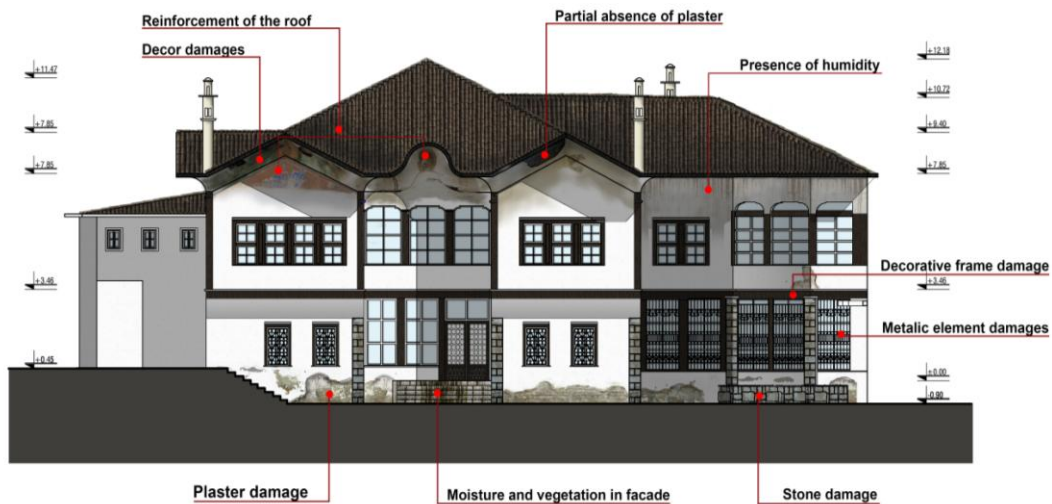 Reinforcement of the roof
Partial absence of plaster
Decor damages
+12.18
Presence of humidity
+11.47
+10.72
+7.85
+9.40
+7.85
+7.85
Decorative frame damage
+3.46
+3.46
Metalic element damages
+0.45
+0.00
-0.90
Plaster damage
Moisture and vegetation in facade
Stone damage